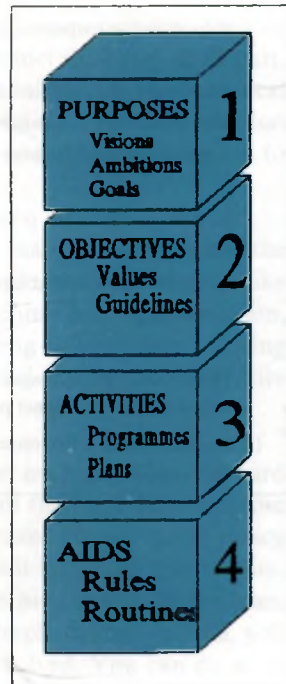 PURPOSES
Visions
Ambitions
Goals
1
OBJECTIVES
Values
Guidelines
2
ACTIVITIES
Programmes
Plans
3
AIDS
Rules
Routines
4